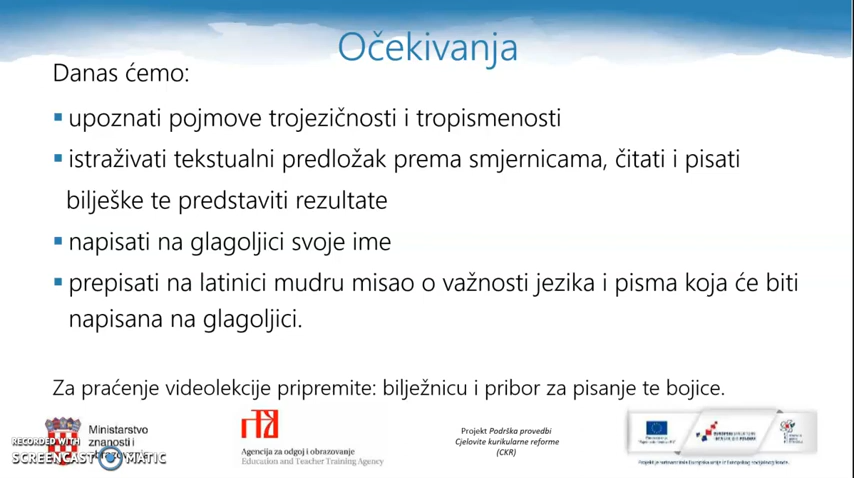 Očekivanja
Danas ćemo:
▪ upoznati pojmove trojezičnosti i tropismenosti
▪ istraživati tekstualni predložak prema smjernicama, čitati i pisati
bilješke te predstaviti rezultate
▪ napisati na glagoljici svoje ime
▪ prepisati na latinici mudru misao o važnosti jezika i pisma koja će biti
napisana na glagoljici.
Za praćenje videolekcije pripremite: bilježnicu i pribor za pisanje te bojice.
Ministarstvo
znanosti i
obrazovanja
RECORDED WITH
SCREENCAST MATIC
Agencija za odgoj i obrazovanje
Education and Teacher Training Agency
Projekt Podrška provedbi
Cjelovite kurikularne reforme
(CKR)